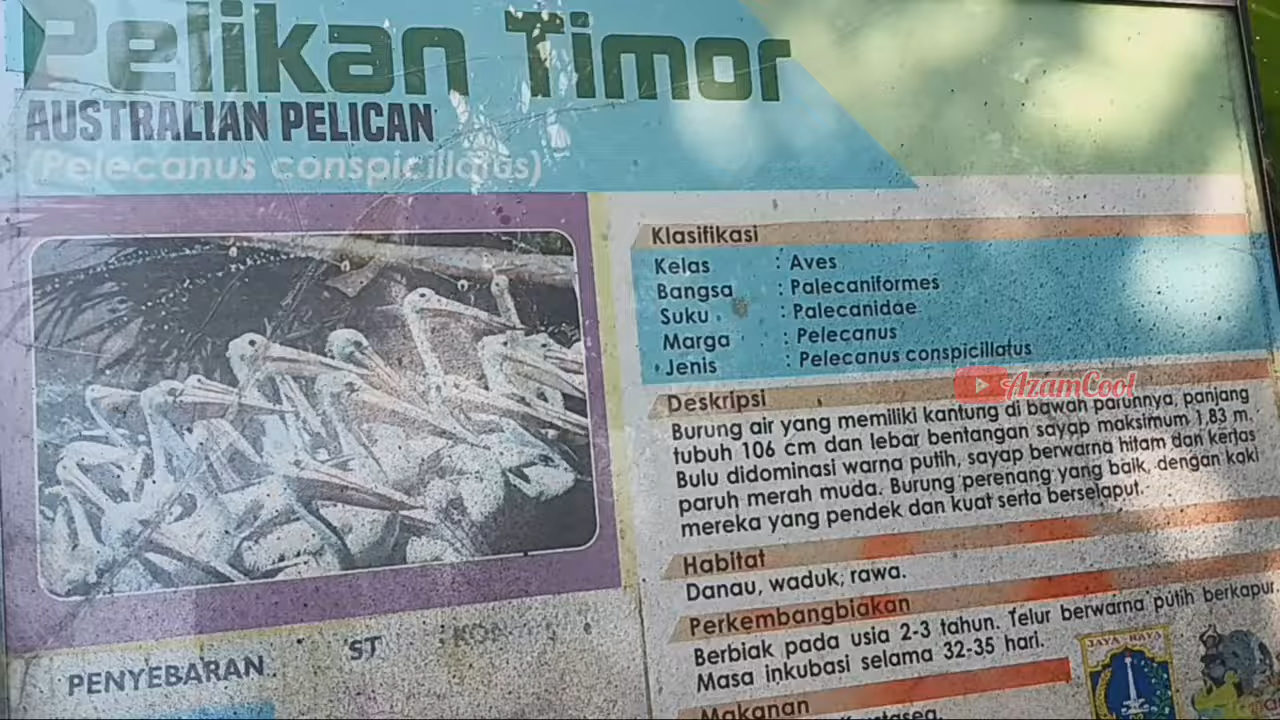 Pelikan Timor
AUSTRALIAN PELICAN
(Pelecanus conspicillatus)
Klasifikasi
Kelas : Aves
Bangsa : Palecaniformes
Suku : Palecanidae
Marga : Pelecanus
Jenis : Pelecanus conspicillatus
AzamCool
Deskripsi
Burung air yang memiliki kantung di bawah paruhnya, panjang
tubuh 106 cm dan lebar bentangan sayap maksimum 1,83 m.
Bulu didominasi warna putih, sayap berwarna hitam dan kertas
paruh merah muda. Burung perenang yang baik, dengan kaki
mereka yang pendek dan kuat serta berselaput.
Habitat
Danau, waduk, rawa.
Perkembangbiakan
Berbiak pada usia 2-3 tahun. Telur berwarna putih berkapur.
Masa inkubasi selama 32-35 hari.
Makanan
PENYEBARAN
ST
JAYA RAYA